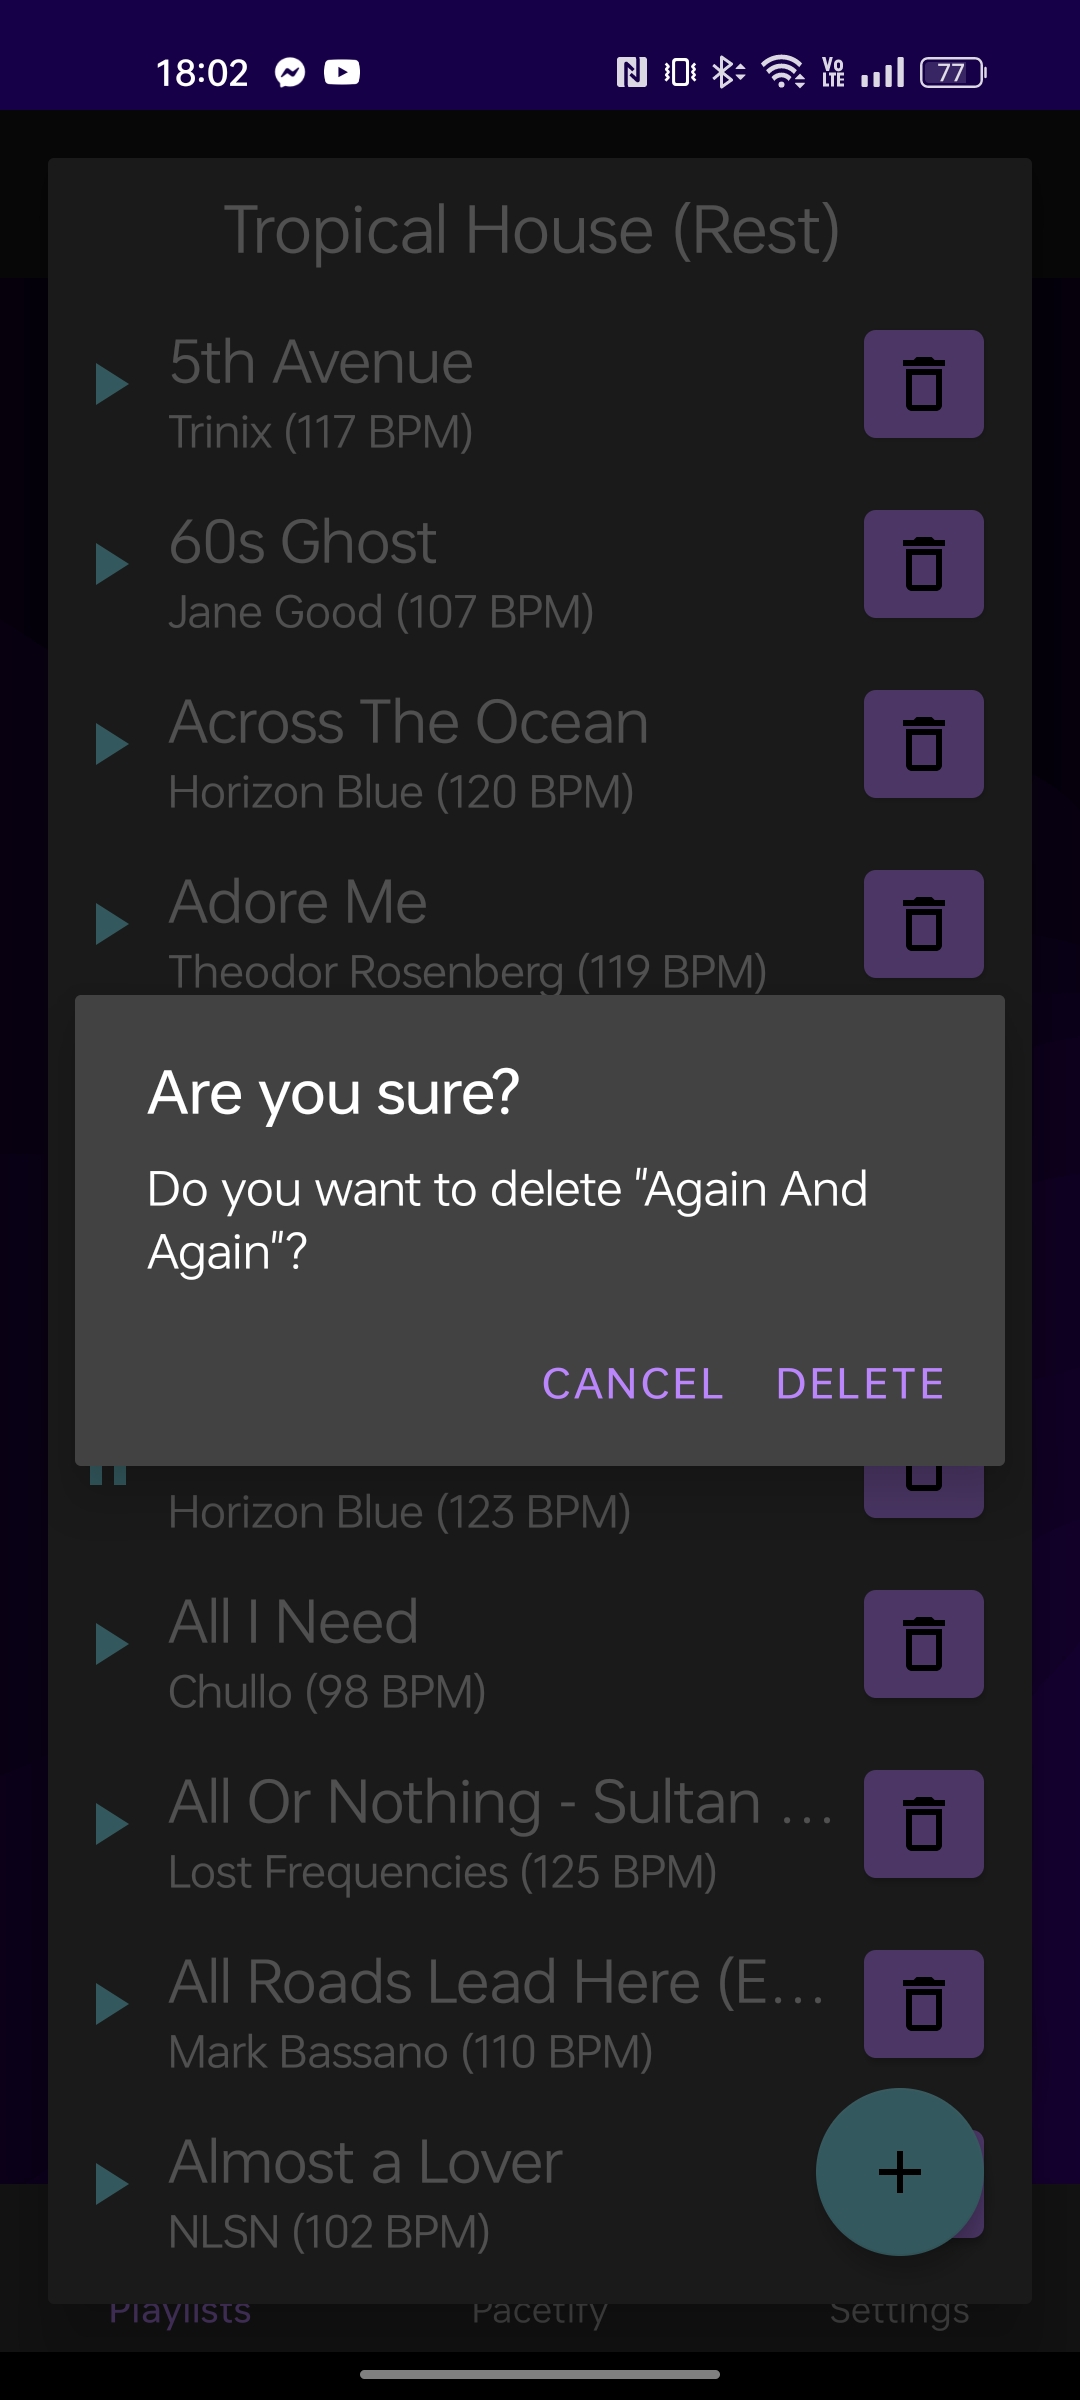 18:02
Vo
LTE
77
Tropical House (Rest)
5th Avenue
Trinix (117 BPM)
60s Ghost
Jane Good (107 BPM)
Across The Ocean
Horizon Blue (120 BPM)
Adore Me
Theodor Rosenberg (119 BPM)
Are you sure?
Do you want to delete "Again And
Again"?
CANCEL DELETE
Horizon Blue (123 BPM)
All I Need
Chullo (98 BPM)
All Or Nothing - Sultan ...
Lost Frequencies (125 BPM)
All Roads Lead Here (E...
Mark Bassano (110 BPM)
Almost a Lover
NLSN (102 BPM)
Playlists Pacetify Settings